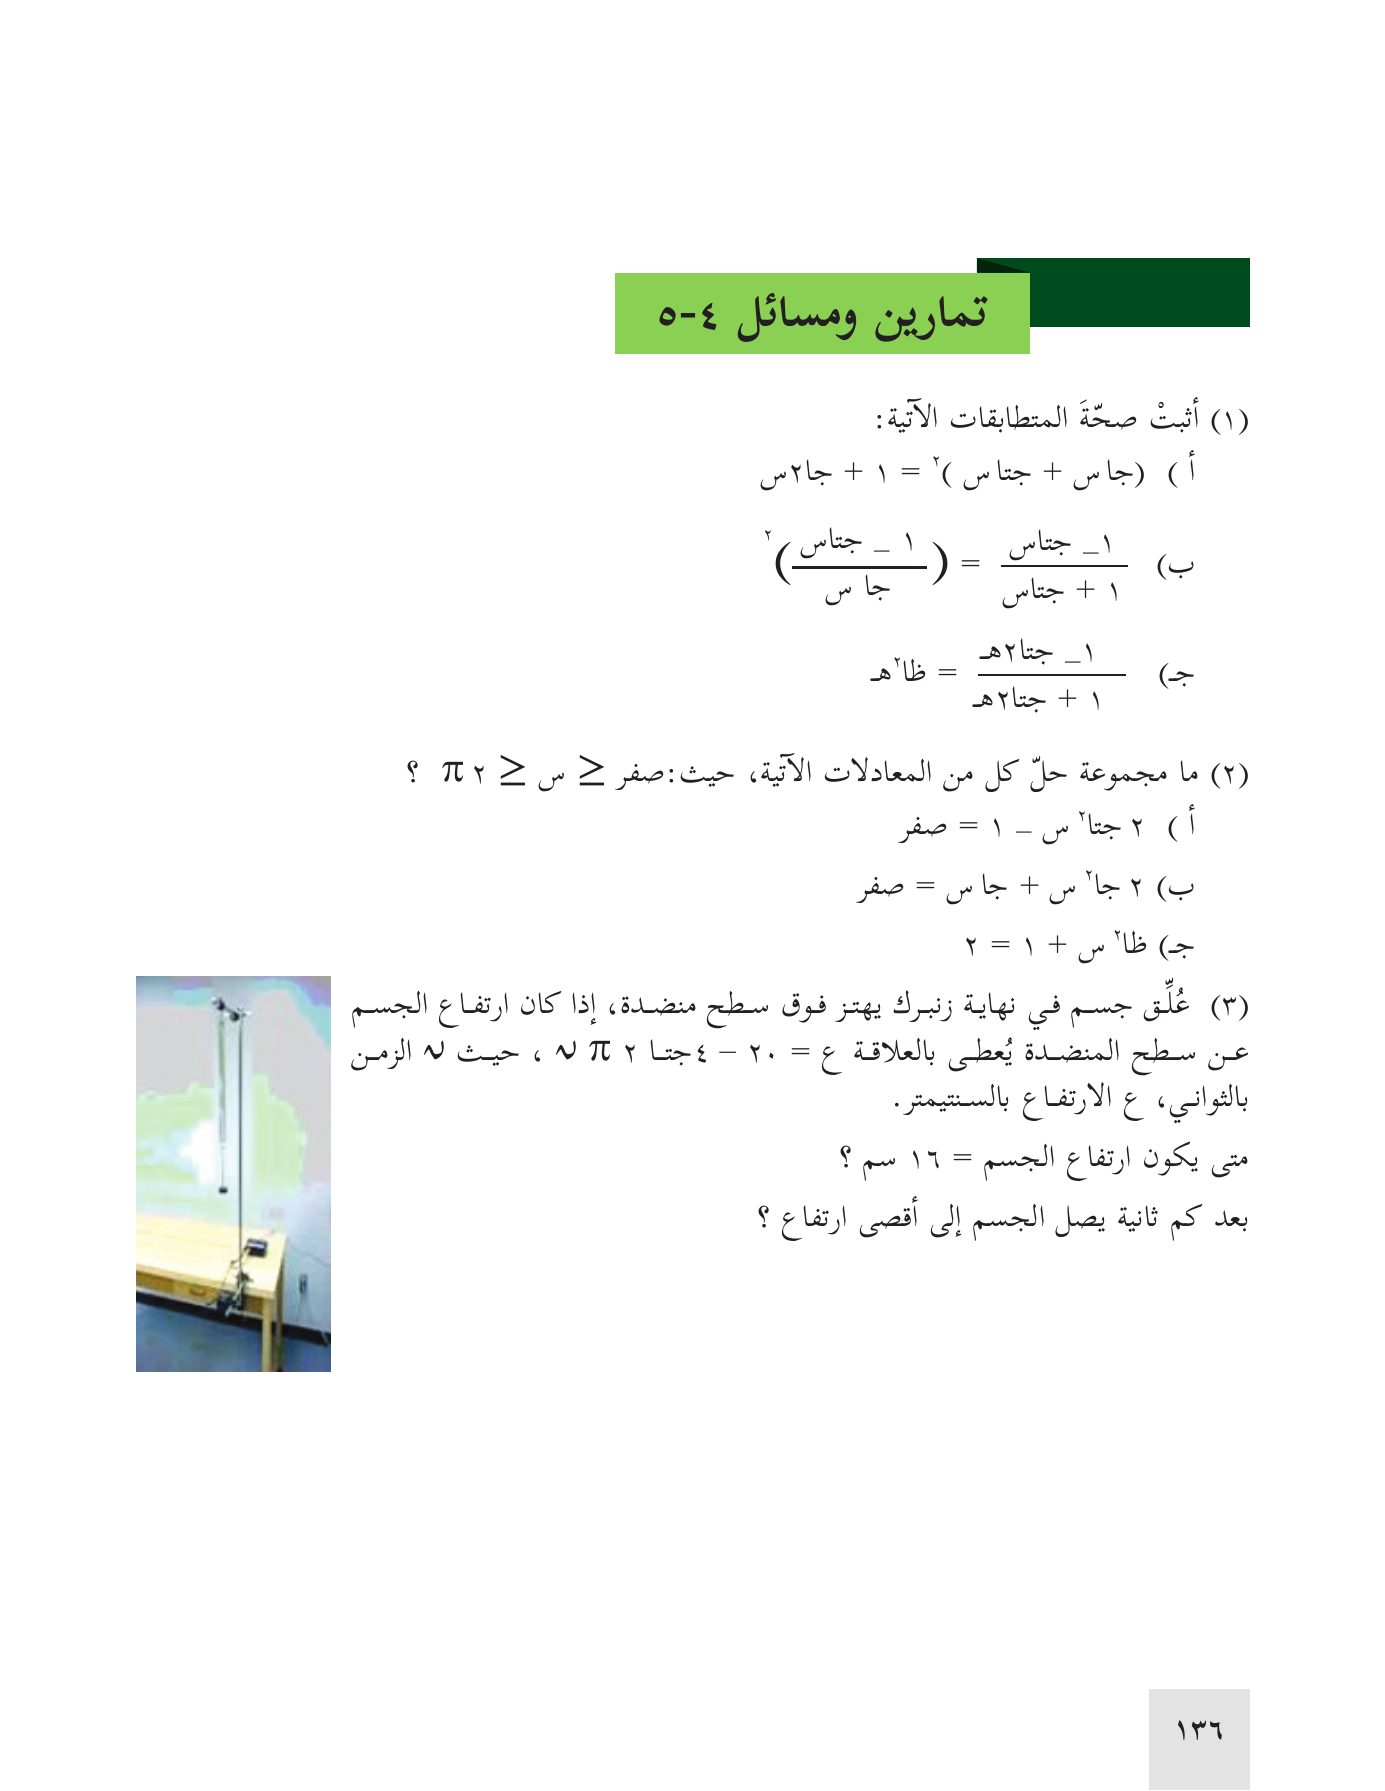 تمارين ومسائل ٤-٥
(١) أثبتْ صحّةَ المتطابقات الآتية:
أ ) (جا س + جتا س )٢ = ١ + جا٢س
ب) ١_ جتاس / ١ + جتاس = (١ _ جتاس / جا س)٢
جـ) ١_ جتا٢هـ / ١ + جتا٢هـ = ظا٢هـ
(٢) ما مجموعة حلّ كل من المعادلات الآتية، حيث: صفر ≥ س ≥ ٢ π ؟
أ ) ٢ جتا٢ س – ١ = صفر
ب) ٢ جا٢ س + جا س = صفر
جـ) ظا٢ س + ١ = ٢
(٣) عُلِّق جسم في نهاية زنبرك يهتز فوق سطح منضدة، إذا كان ارتفاع الجسم
عن سطح المنضدة يُعطى بالعلاقة ع = ٢٠ – ٤جتا ٢ π ن ، حيث ن الزمن
بالثواني، ع الارتفاع بالسنتيمتر.
متى يكون ارتفاع الجسم = ١٦ سم ؟
بعد كم ثانية يصل الجسم إلى أقصى ارتفاع ؟
١٣٦